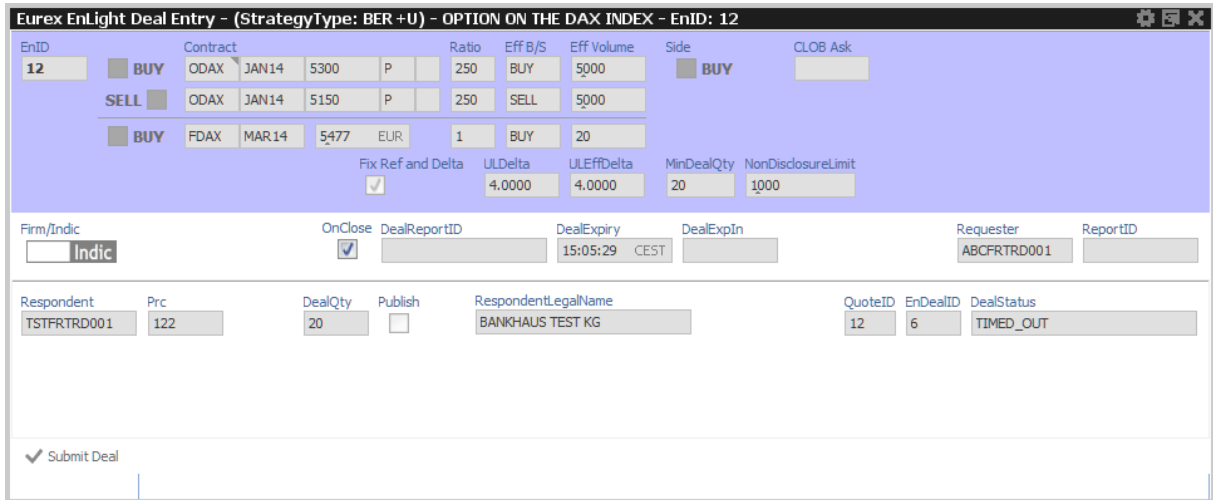 Eurex EnLight Deal Entry - (StrategyType: BER +U) - OPTION ON THE DAX INDEX - EnID: 12
EnID Contract Ratio Eff B/S Eff Volume Side CLOB Ask
12 BUY ODAX JAN14 5300 P 250 BUY 5000 BUY
SELL ODAX JAN14 5150 P 250 SELL 5000
BUY FDAX MAR14 5477 EUR 1 BUY 20
Fix Ref and Delta ULDelta ULEffDelta MinDealQty NonDisclosureLimit
4.0000 4.0000 20 1000
Firm/Indic OnClose DealReportID DealExpiry DealExpIn Requester ReportID
Indic 15:05:29 CEST ABCFRTRD001
Respondent Prc DealQty Publish RespondentLegalName QuoteID EnDealID DealStatus
TSTFRTRD001 122 20 BANKHAUS TEST KG 12 6 TIMED_OUT
Submit Deal